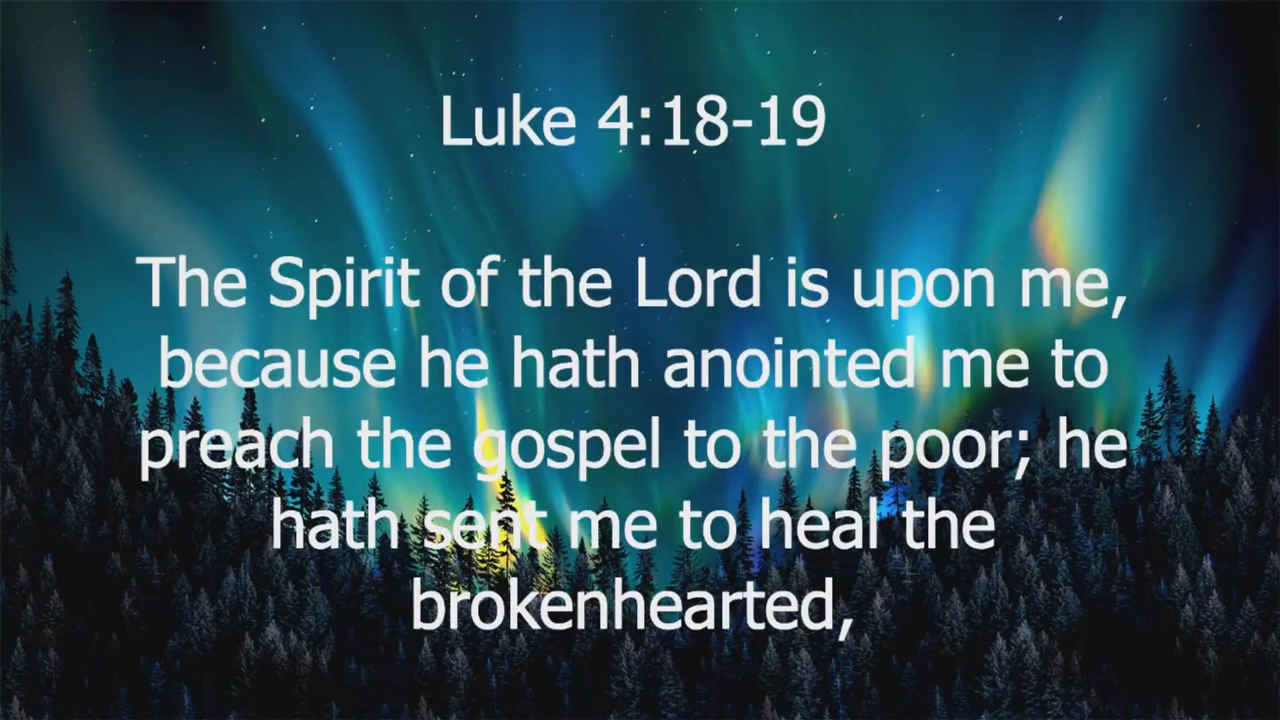 Luke 4:18-19
The Spirit of the Lord is upon me,
because he hath anointed me to
preach the gospel to the poor; he
hath sent me to heal the
brokenhearted,